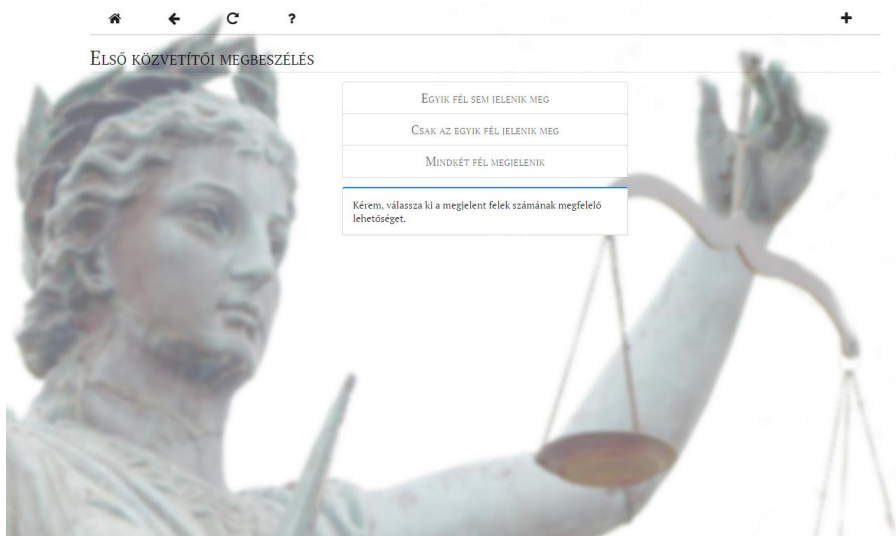 ?
Első közvetítői megbeszélés
Egyik fél sem jelenik meg
Csak az egyik fél jelenik meg
Mindkét fél megjelenik
Kérem, válassza ki a megjelent felek számának megfelelő
lehetőséget.